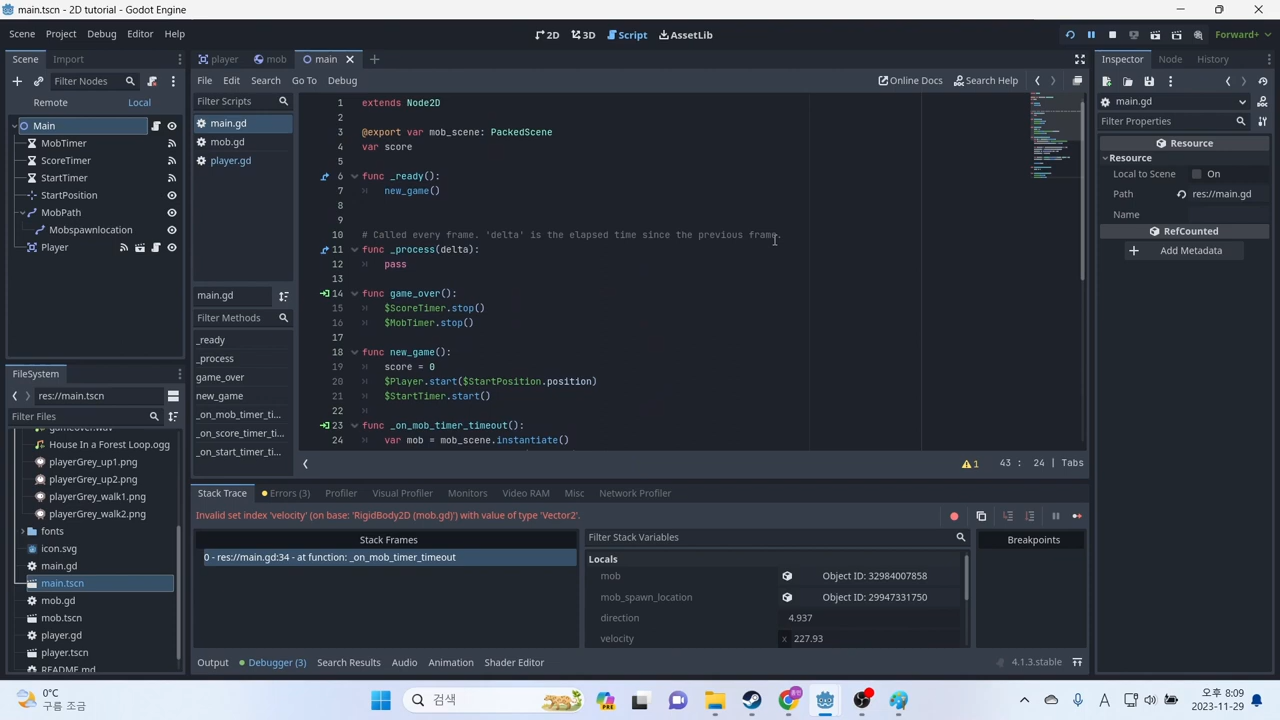 main.tscn - 2D tutorial - Godot Engine
Scene Project Debug Editor Help
2D 3D Script AssetLib
Forward+
Scene Import
player mob main
Inspector Node History
Filter Nodes
File Edit Search Go To Debug
Online Docs Search Help
Remote Local
Filter Scripts
main.gd
Filter Properties
Main
MobTimer
ScoreTimer
StartTimer
StartPosition
MobPath
Mobspawnlocation
Player
main.gd
mob.gd
player.gd
main.gd
Filter Methods
_ready
_process
game_over
new_game
_on_mob_timer_ti...
_on_score_timer_ti...
_on_start_timer_ti...
1 extends Node2D
2
3 @export var mob_scene: PackedScene
4 var score
5
6 func _ready():
7 new_game()
8
9
10 # Called every frame. 'delta' is the elapsed time since the previous frame.
11 func _process(delta):
12 pass
13
14 func game_over():
15 $ScoreTimer.stop()
16 $MobTimer.stop()
17
18 func new_game():
19 score = 0
20 $Player.start($StartPosition.position)
21 $StartTimer.start()
22
23 func _on_mob_timer_timeout():
24 var mob = mob_scene.instantiate()
1 43 : 24 | Tabs
Resource
Resource
Local to Scene On
Path res://main.gd
Name
RefCounted
Add Metadata
FileSystem
res://main.tscn
Filter Files
House In a Forest Loop.ogg
playerGrey_up1.png
playerGrey_up2.png
playerGrey_walk1.png
playerGrey_walk2.png
fonts
icon.svg
main.gd
main.tscn
mob.gd
mob.tscn
player.gd
player.tscn
README.md
Stack Trace Errors (3) Profiler Visual Profiler Monitors Video RAM Misc Network Profiler
Invalid set index 'velocity' (on base: 'RigidBody2D (mob.gd)') with value of type 'Vector2'.
Stack Frames
0 - res://main.gd:34 - at function: _on_mob_timer_timeout
Filter Stack Variables
Locals
mob Object ID: 32984007858
mob_spawn_location Object ID: 29947331750
direction 4.937
velocity x 227.93
Breakpoints
Output Debugger (3) Search Results Audio Animation Shader Editor
4.1.3.stable
0°C
구름 조금
검색
PRE
A
오후 8:09
2023-11-29